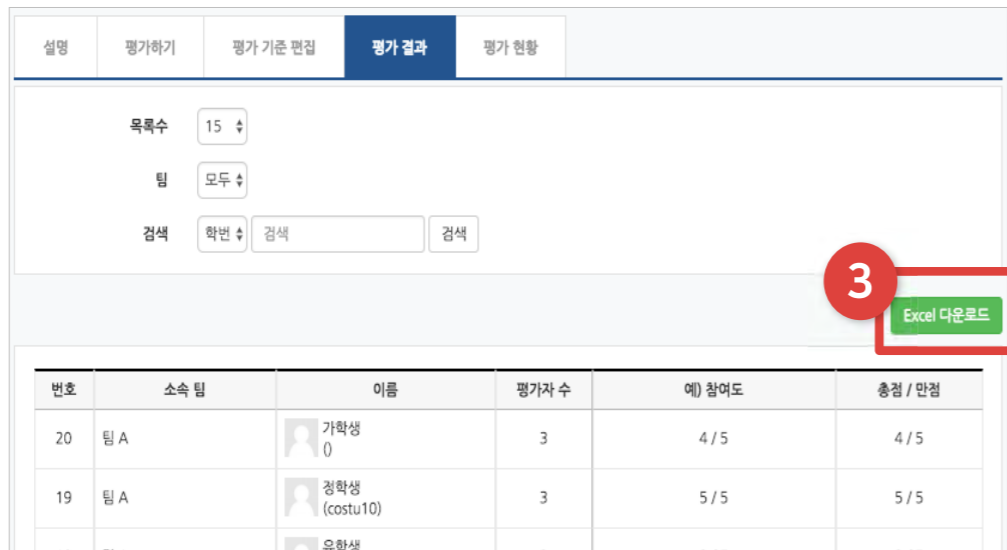 설명 평가하기 평가 기준 편집 평가 결과 평가 현황
목록수 15
팀 모두
검색 학번 검색 검색
3
Excel 다운로드
번호 소속 팀 이름 평가자 수 예) 참여도 총점 / 만점
20 팀 A 가학생 3 4 / 5 4 / 5
()
19 팀 A 정학생 3 5 / 5 5 / 5
(costu10)